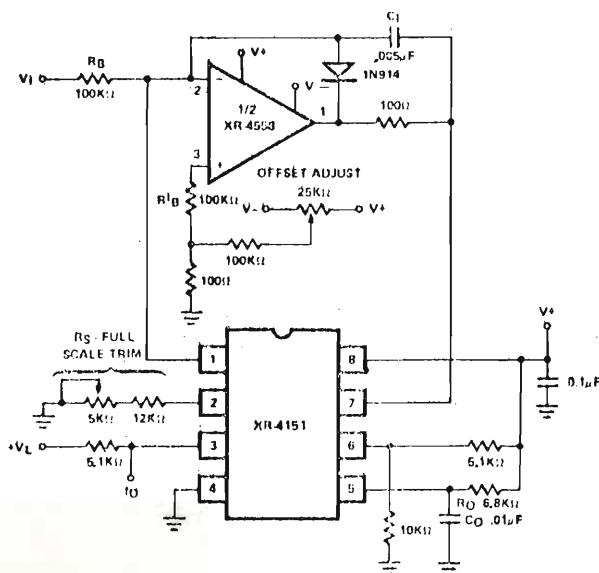 C1
.005µF
RB
VI
100KΩ
V+
1N914
V-
2
1/2
XR-4558
1
100Ω
3
OFFSET ADJUST
25KΩ
R'B
100KΩ
V-
V+
100KΩ
100Ω
RS - FULL
SCALE TRIM
V+
1
8
0.1µF
5KΩ
12KΩ
2
7
XR-4151
+VL
5.1KΩ
3
6
5.1KΩ
fO
4
5
RO 6.8KΩ
CO .01µF
10KΩ